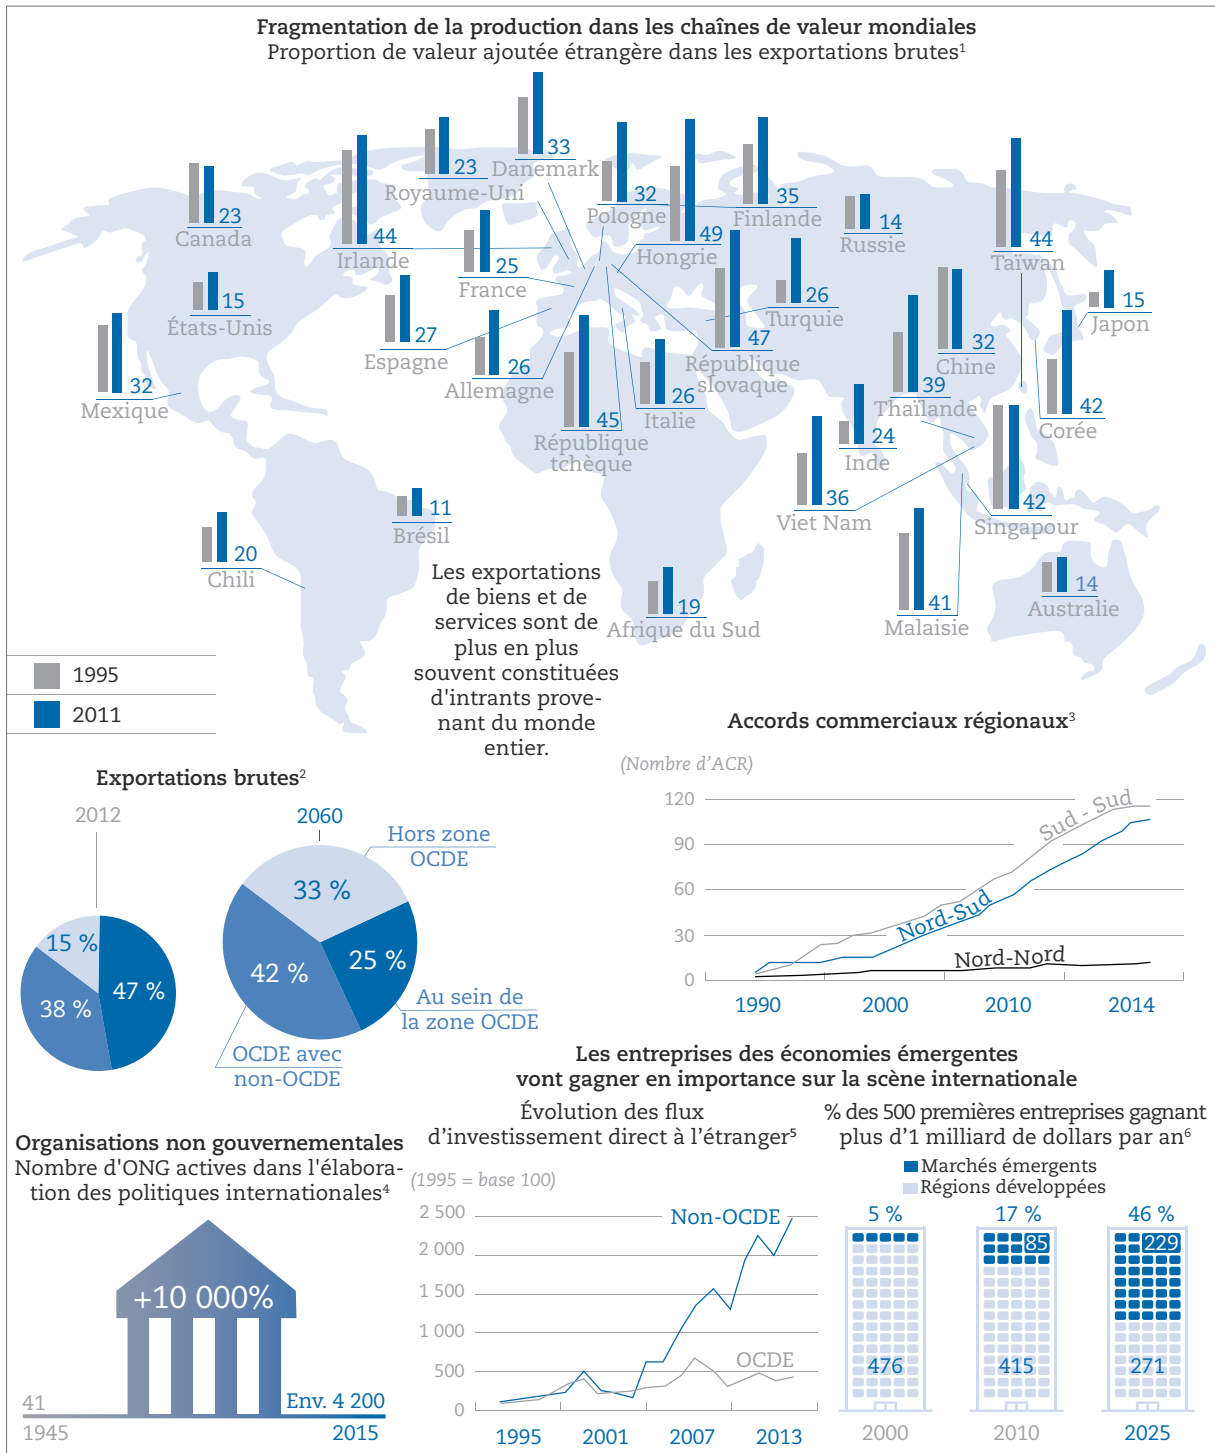 Fragmentation de la production dans les chaînes de valeur mondiales
Proportion de valeur ajoutée étrangère dans les exportations brutes¹
33
Danemark
23
Royaume-Uni
23
Canada
44
Irlande
32
Pologne
35
Finlande
49
Hongrie
14
Russie
44
Taïwan
25
France
15
États-Unis
27
Espagne
26
Turquie
15
Japon
32
Mexique
26
Allemagne
47
République
slovaque
32
Chine
39
Thaïlande
26
Italie
45
République
tchèque
42
Corée
24
Inde
36
Viet Nam
42
Singapour
11
Brésil
20
Chili
19
Afrique du Sud
41
Malaisie
14
Australie
Les exportations
de biens et de
services sont de
plus en plus
souvent constituées
d'intrants prove-
nant du monde
entier.
1995
2011
Exportations brutes²
2012
15 %
38 %
47 %
2060
Hors zone
OCDE
33 %
42 %
25 %
Au sein de
la zone OCDE
OCDE avec
non-OCDE
Accords commerciaux régionaux³
(Nombre d'ACR)
120
90
60
30
0
Sud - Sud
Nord-Sud
Nord-Nord
1990 2000 2010 2014
Les entreprises des économies émergentes
vont gagner en importance sur la scène internationale
Organisations non gouvernementales
Nombre d'ONG actives dans l'élabora-
tion des politiques internationales⁴
+10 000%
41
Env. 4 200
1945
2015
Évolution des flux
d’investissement direct à l’étranger⁵
(1995 = base 100)
2 500
2 000
1 500
1 000
500
0
Non-OCDE
OCDE
1995 2001 2007 2013
% des 500 premières entreprises gagnant
plus d’1 milliard de dollars par an⁶
Marchés émergents
Régions développées
5 % 17 % 46 %
85 229
476 415 271
2000 2010 2025